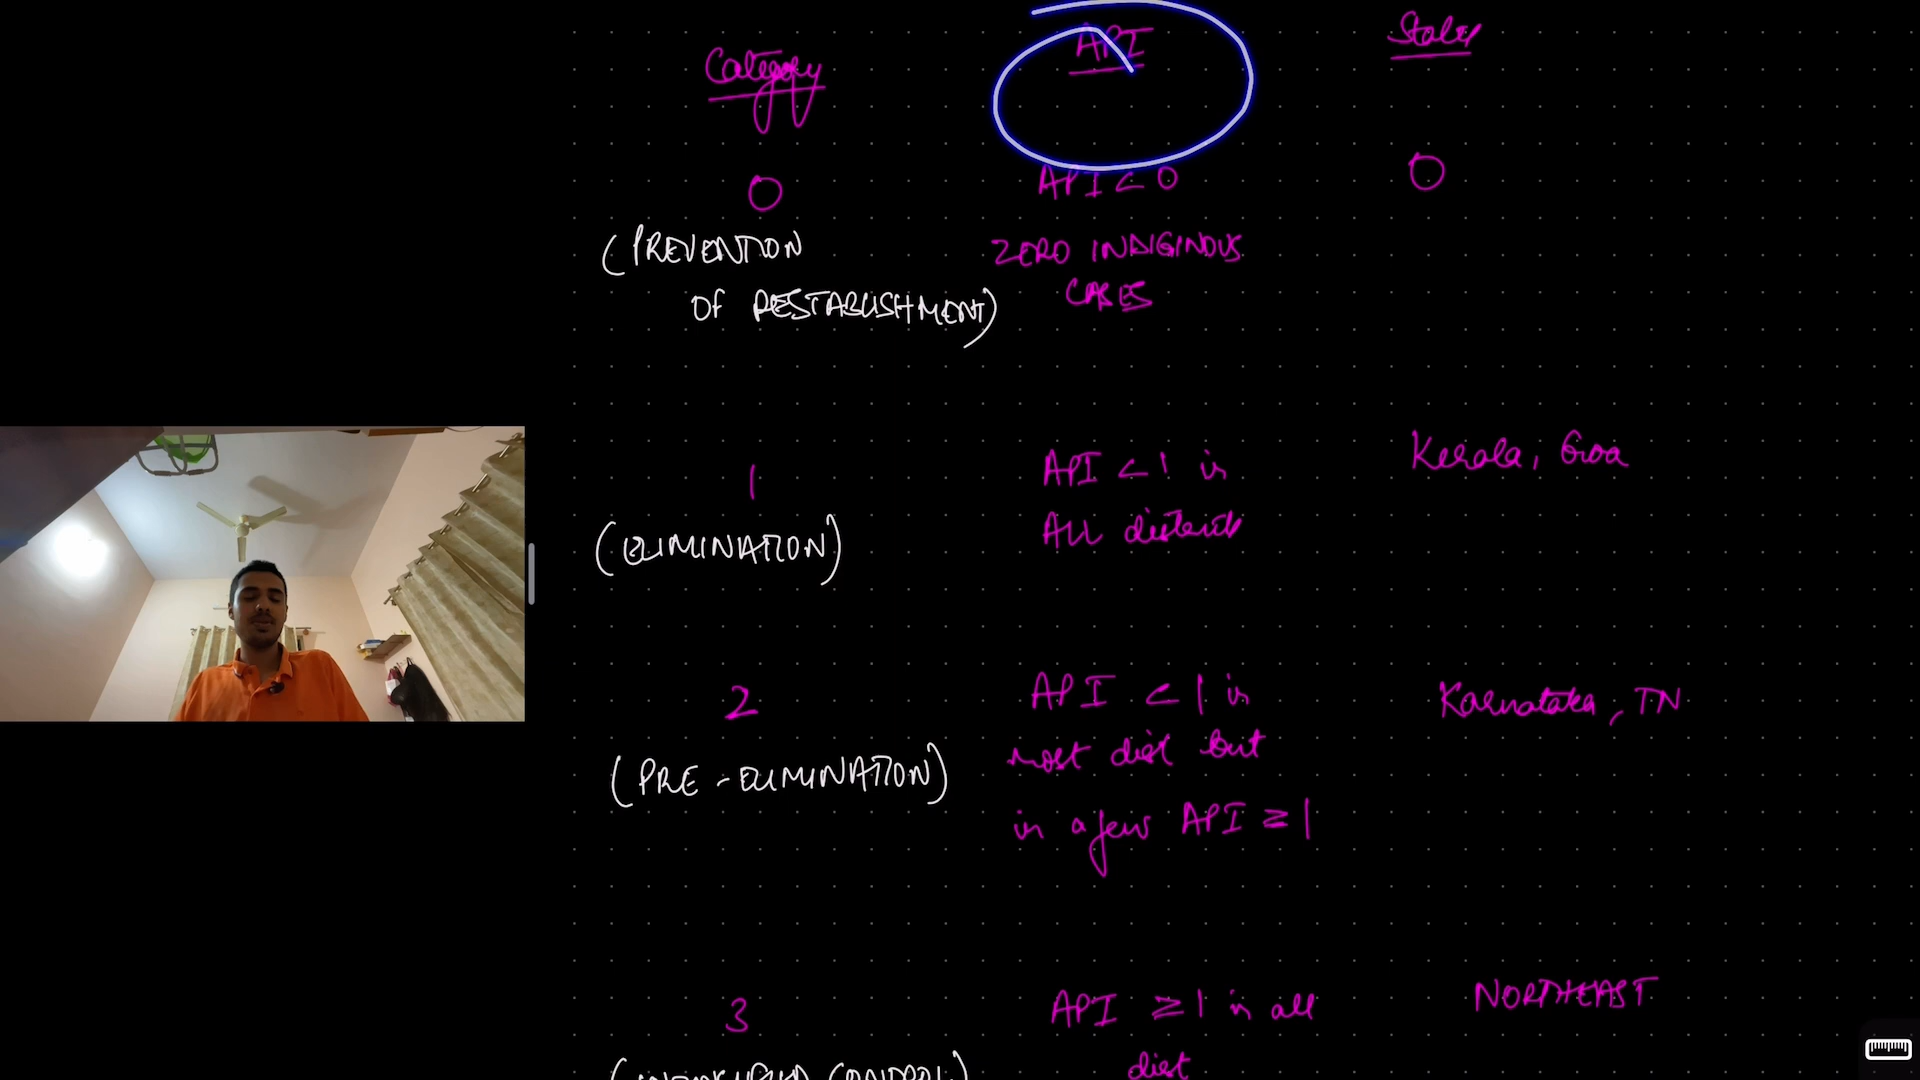 Category API States
0 API < 0 0
(PREVENTION ZERO INDIGINOUS
OF RESTABLISHMENT) CASES
1 API < 1 in Kerala, Goa
(ELIMINATION) ALL districts
2 API < 1 in Karnataka, TN
(PRE-ELIMINATION) most dist but
in a few API ≥ 1
3 API ≥ 1 in all NORTHEAST
dist
CONTROL)